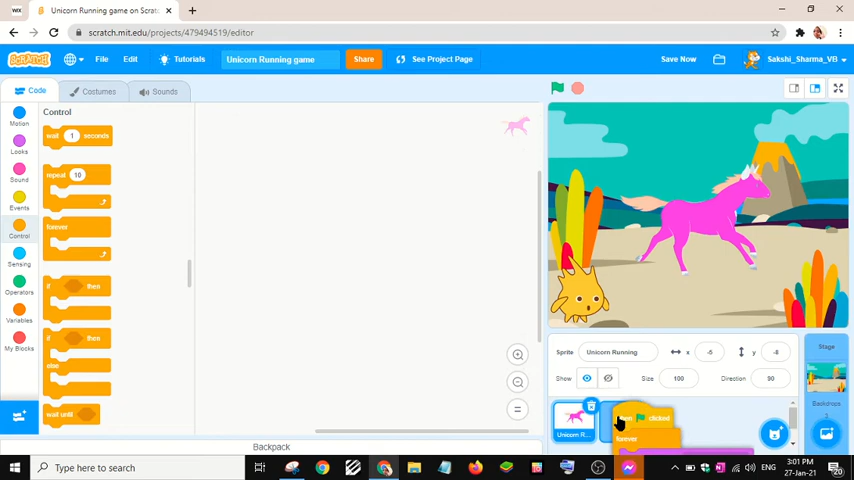 WIX
Unicorn Running game on Scratc
scratch.mit.edu/projects/479494519/editor
SCRATCH
File
Edit
Tutorials
Unicorn Running game
Share
See Project Page
Save Now
Sakshi_Sharma_VB
Code
Costumes
Sounds
Motion
Looks
Sound
Events
Control
Sensing
Operators
Variables
My Blocks
Control
wait 1 seconds
repeat 10
forever
if then
if then
else
wait until
Backpack
Sprite
Unicorn Running
x
-5
y
-8
Show
Size
100
Direction
90
Unicorn R...
clicked
forever
Stage
Backdrops
Type here to search
ENG
3:01 PM
27-Jan-21
20